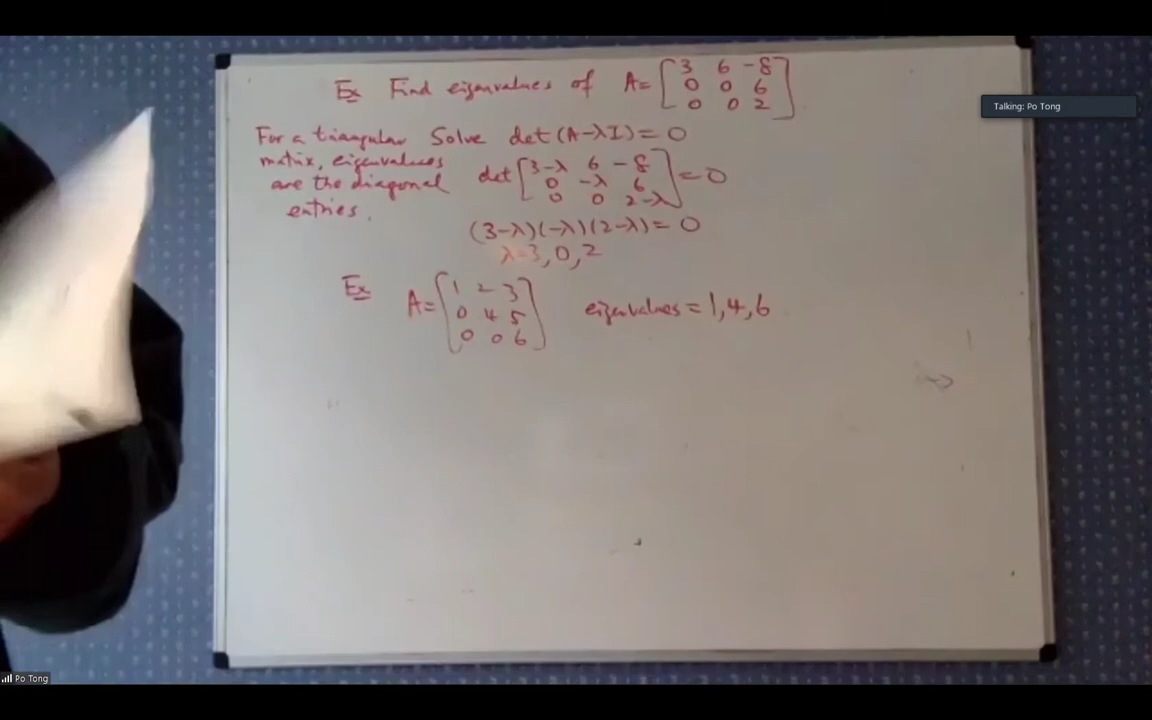 Ex Find eigenvalues of A= [3 6 -8
0 0 6
0 0 2]
Talking: Po Tong
For a triangular
matrix, eigenvalues
are the diagonal
entries.
Solve det(A-λI)=0
det [3-λ 6 -8
0 -λ 6
0 0 2-λ] =0
(3-λ)(-λ)(2-λ)=0
λ=3,0,2
Ex A= [1 2 3
0 4 5
0 0 6] eigenvalues = 1,4,6
Po Tong